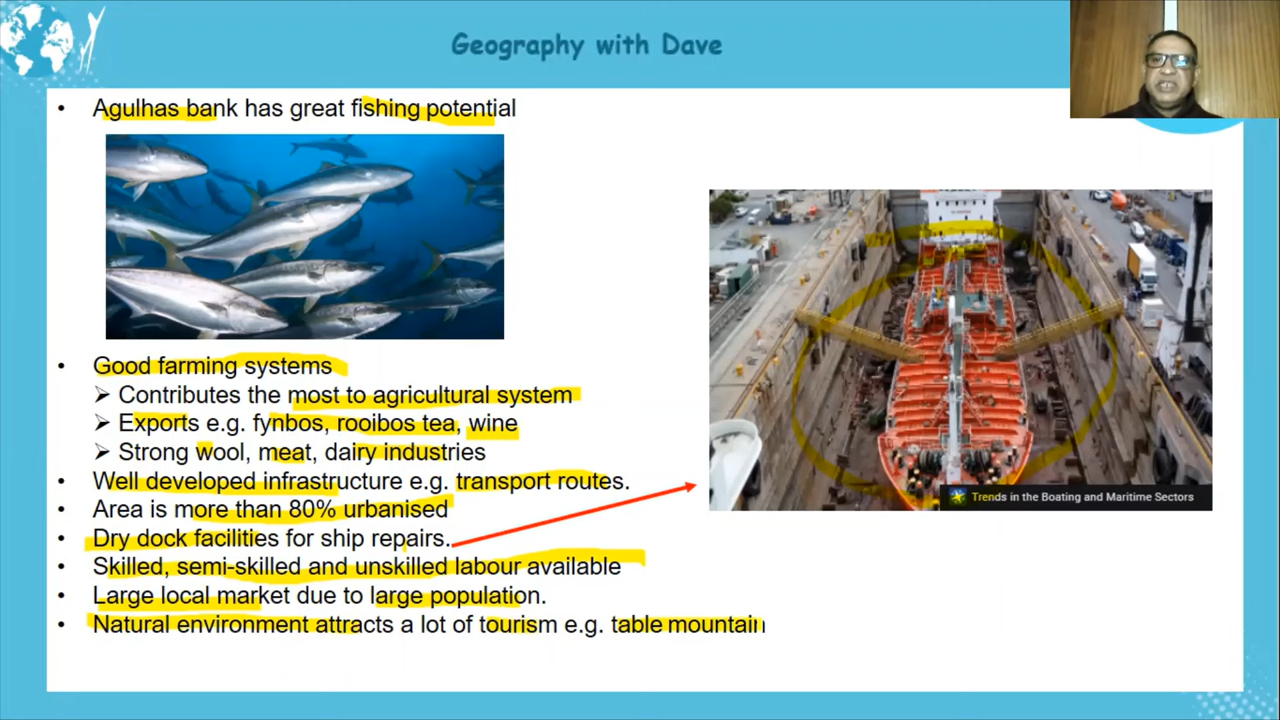 Geography with Dave
• Agulhas bank has great fishing potential
• Good farming systems
➢ Contributes the most to agricultural system
➢ Exports e.g. fynbos, rooibos tea, wine
➢ Strong wool, meat, dairy industries
• Well developed infrastructure e.g. transport routes.
• Area is more than 80% urbanised
• Dry dock facilities for ship repairs.
• Skilled, semi-skilled and unskilled labour available
• Large local market due to large population.
• Natural environment attracts a lot of tourism e.g. table mountain
Trends in the Boating and Maritime Sectors